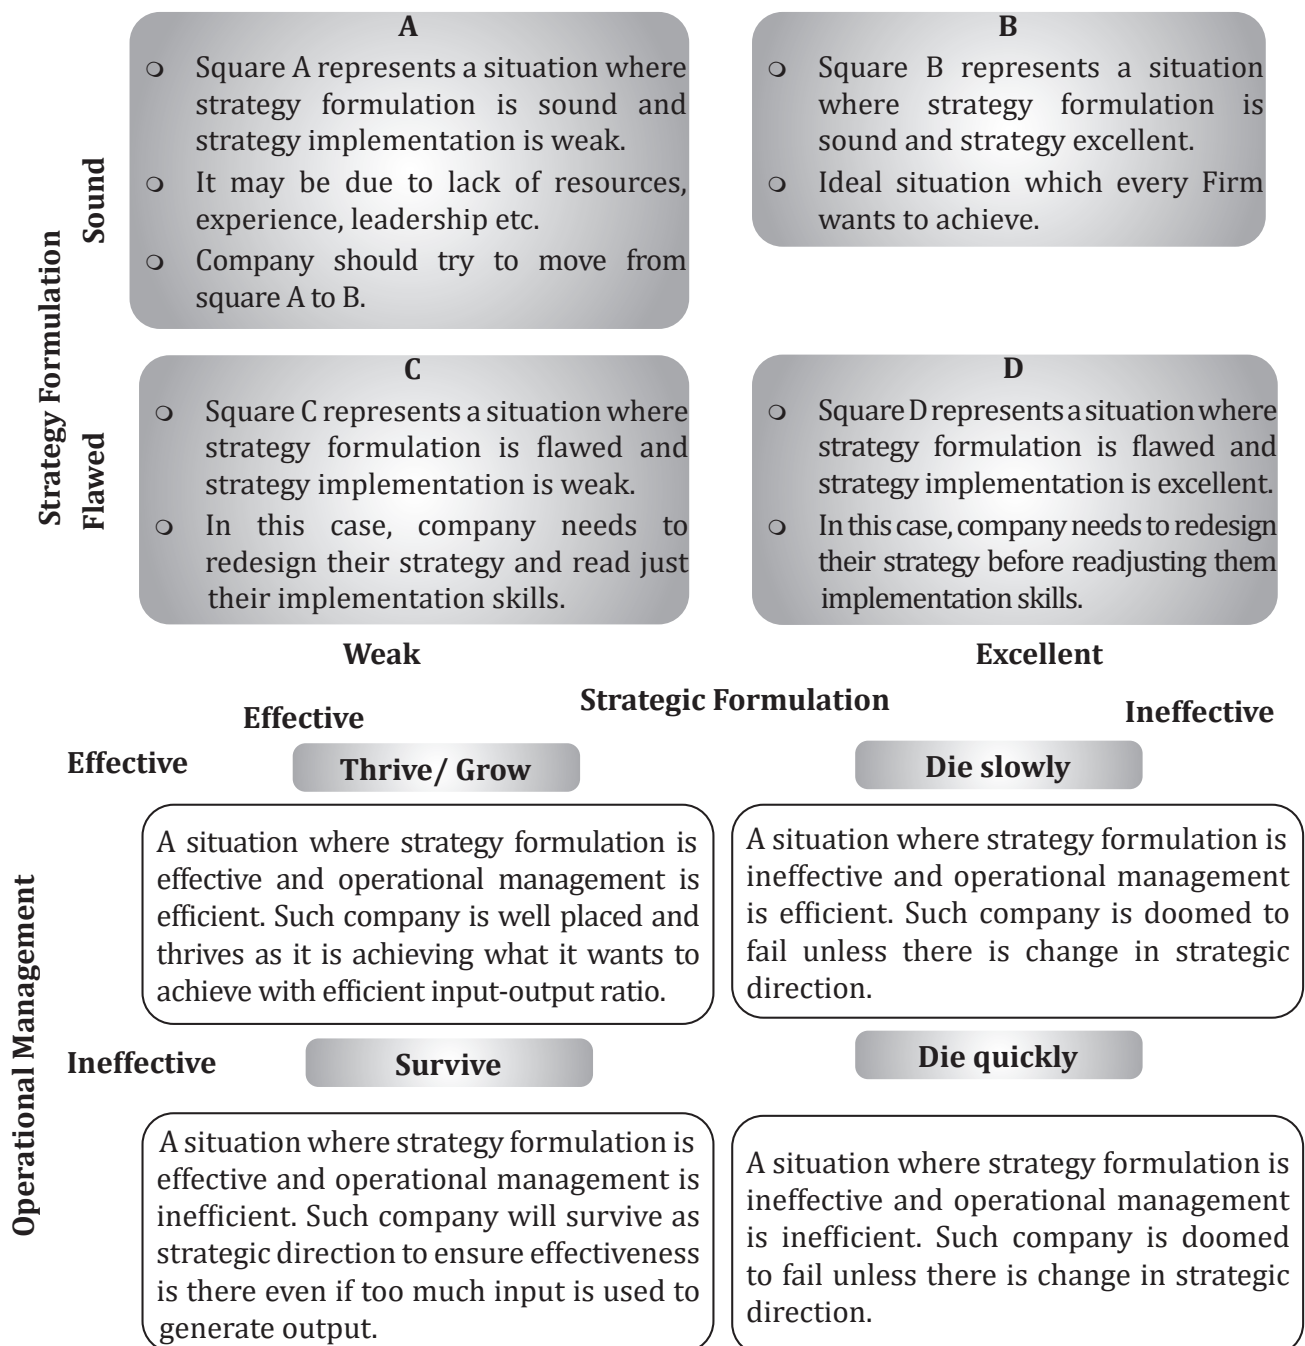 A
❍ Square A represents a situation where
strategy formulation is sound and
strategy implementation is weak.
❍ It may be due to lack of resources,
experience, leadership etc.
❍ Company should try to move from
square A to B.
B
❍ Square B represents a situation
where strategy formulation is
sound and strategy excellent.
❍ Ideal situation which every Firm
wants to achieve.
Strategy Formulation
Sound
Flawed
C
❍ Square C represents a situation where
strategy formulation is flawed and
strategy implementation is weak.
❍ In this case, company needs to
redesign their strategy and read just
their implementation skills.
D
❍ Square D represents a situation where
strategy formulation is flawed and
strategy implementation is excellent.
❍ In this case, company needs to redesign
their strategy before readjusting them
implementation skills.
Weak
Excellent
Strategic Formulation
Effective
Ineffective
Operational Management
Effective
Thrive/ Grow
A situation where strategy formulation is
effective and operational management is
efficient. Such company is well placed and
thrives as it is achieving what it wants to
achieve with efficient input-output ratio.
Die slowly
A situation where strategy formulation is
ineffective and operational management
is efficient. Such company is doomed to
fail unless there is change in strategic
direction.
Ineffective
Survive
A situation where strategy formulation is
effective and operational management is
inefficient. Such company will survive as
strategic direction to ensure effectiveness
is there even if too much input is used to
generate output.
Die quickly
A situation where strategy formulation is
ineffective and operational management
is inefficient. Such company is doomed
to fail unless there is change in strategic
direction.